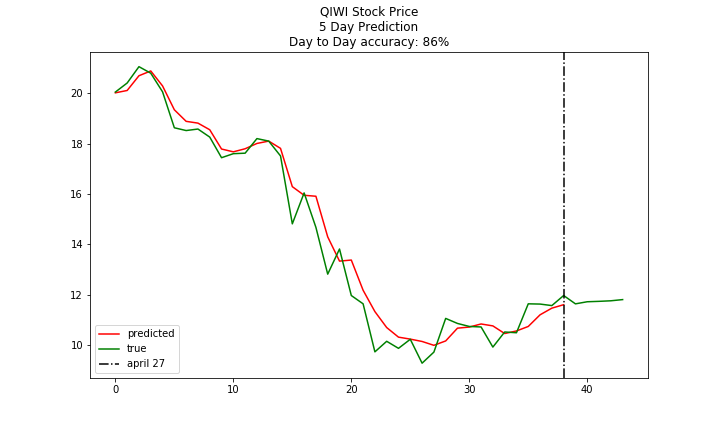 QIWI Stock Price
5 Day Prediction
Day to Day accuracy: 86%
20
18
16
14
12
10
predicted
true
april 27
0
10
20
30
40